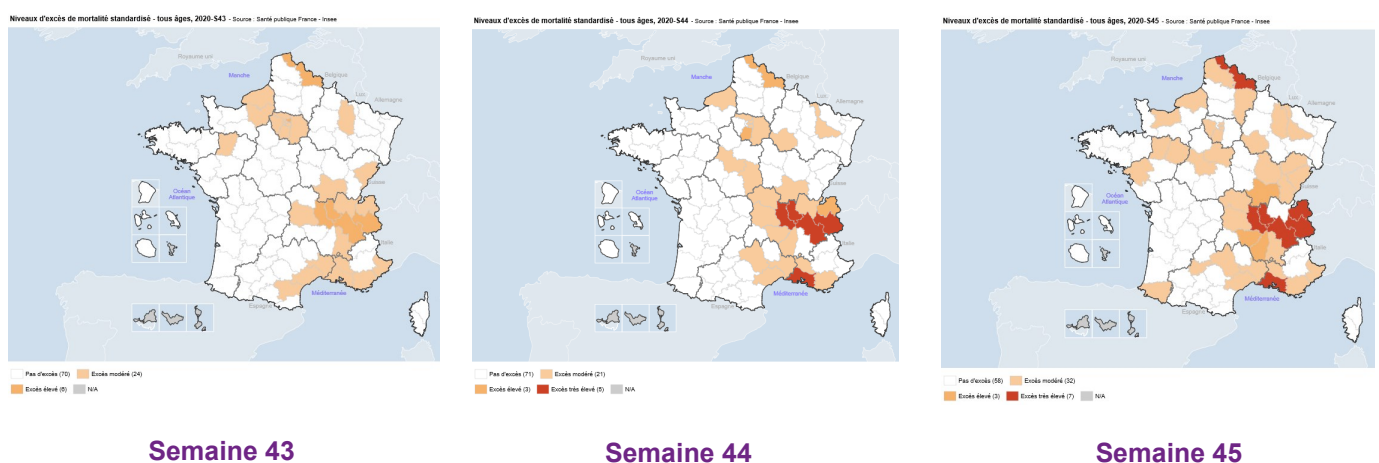 Niveaux d'excès de mortalité standardisé - tous âges, 2020-S43 - Source : Santé publique France - Insee
Royaume uni
Manche
Belgique
Lux.
Allemagne
Suisse
Océan
Atlantique
Italie
Méditerranée
Espagne
Pas d'excès (70) Excès modéré (24)
Excès élevé (6) N/A
Semaine 43
Niveaux d'excès de mortalité standardisé - tous âges, 2020-S44 - Source : Santé publique France - Insee
Royaume uni
Manche
Belgique
Lux.
Allemagne
Suisse
Océan
Atlantique
Italie
Méditerranée
Espagne
Pas d'excès (71) Excès modéré (21)
Excès élevé (3) Excès très élevé (5) N/A
Semaine 44
Niveaux d'excès de mortalité standardisé - tous âges, 2020-S45 - Source : Santé publique France - Insee
Royaume uni
Manche
Belgique
Lux.
Allemagne
Suisse
Océan
Atlantique
Italie
Méditerranée
Espagne
Pas d'excès (58) Excès modéré (32)
Excès élevé (3) Excès très élevé (7) N/A
Semaine 45